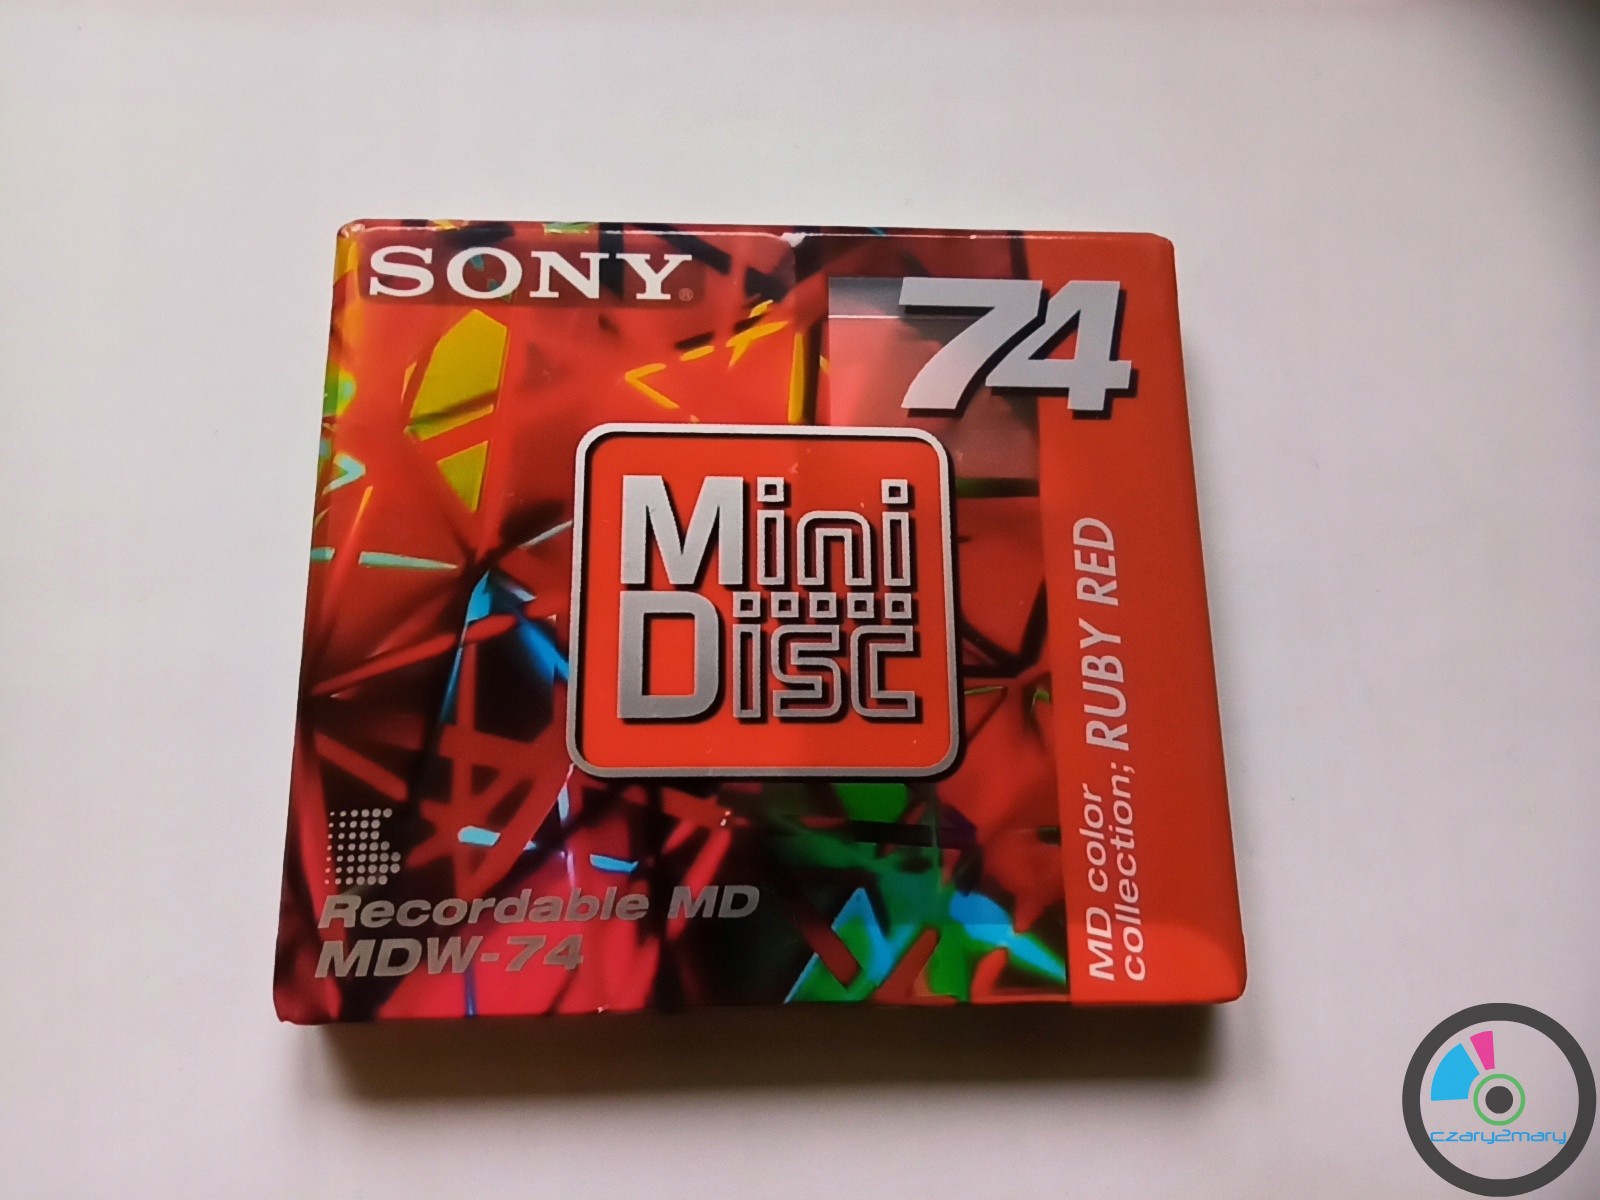 SONY®
74
Mini
Disc
MD color
collection; RUBY RED
Recordable MD
MDW-74
czary2mary